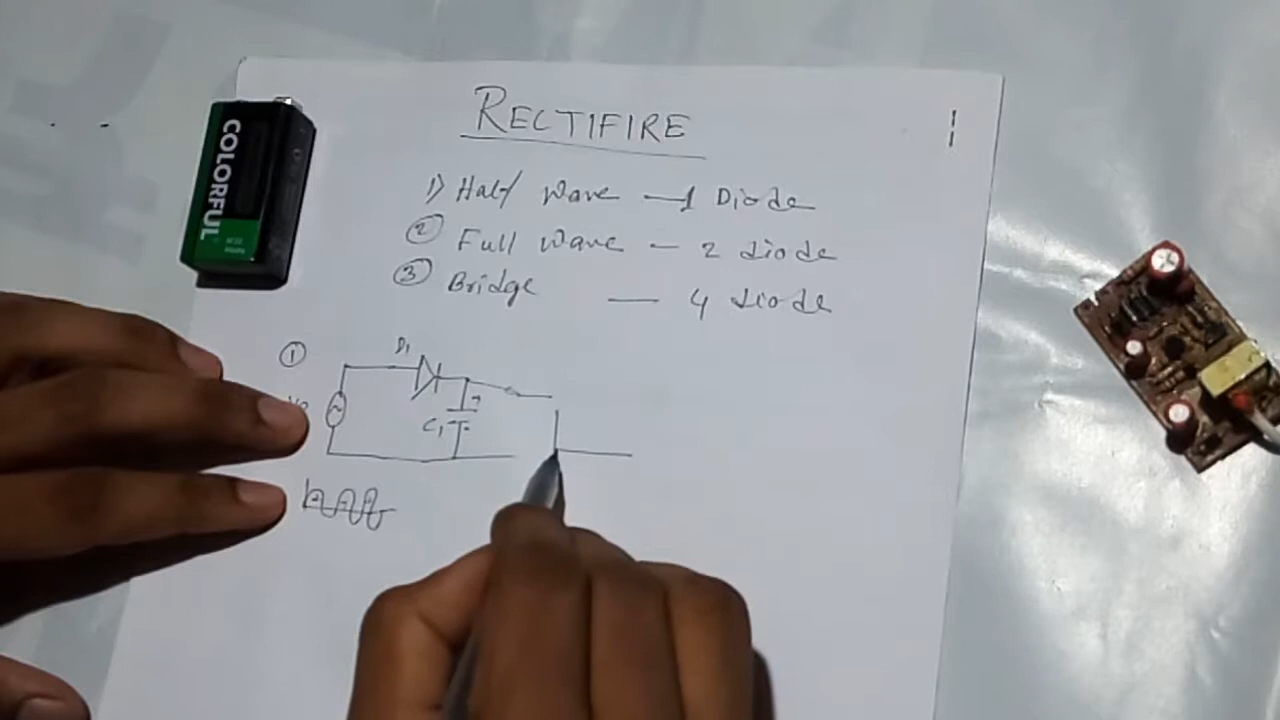 COLORFUL
RECTIFIRE
1) Half Wave — 1 Diode
② Full Wave — 2 diode
③ Bridge — 4 diode
①
D1
C1